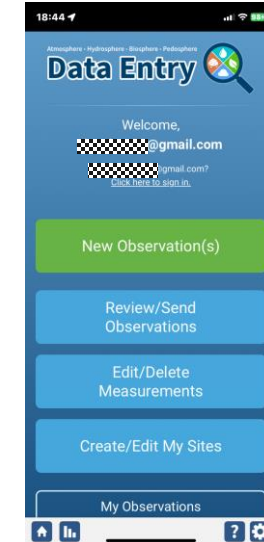 18:44
Atmosphere - Hydrosphere - Biosphere - Pedosphere
Data Entry
Welcome,
@gmail.com
gmail.com?
Click here to sign in.
New Observation(s)
Review/Send
Observations
Edit/Delete
Measurements
Create/Edit My Sites
My Observations
?